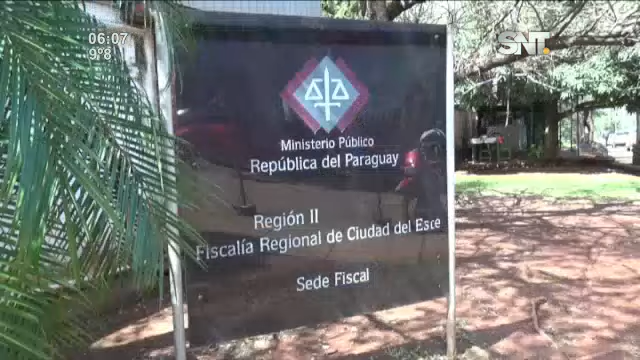 06:07
9°8
SNT
Ministerio Público
República del Paraguay
Región II
Fiscalía Regional de Ciudad del Este
Sede Fiscal